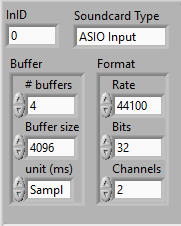 InID
Soundcard Type
0
ASIO Input
Buffer
Format
# buffers
Rate
4
44100
Buffer size
Bits
4096
32
unit (ms)
Channels
Sampl
2